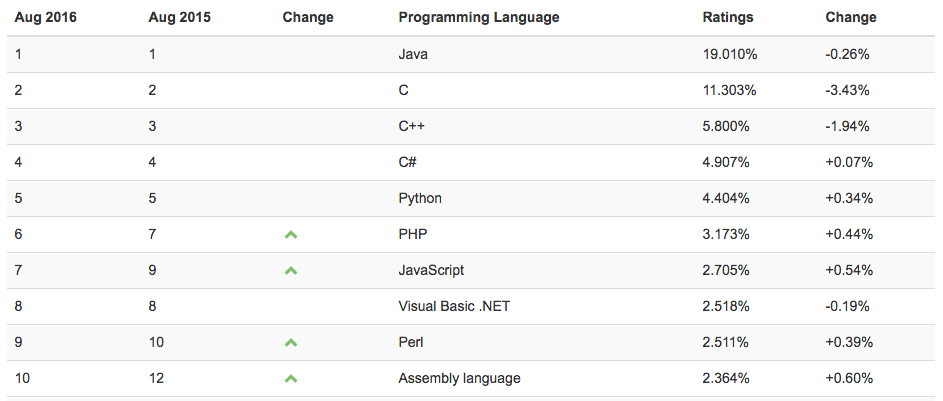 Aug 2016 Aug 2015 Change Programming Language Ratings Change
1 1 Java 19.010% -0.26%
2 2 C 11.303% -3.43%
3 3 C++ 5.800% -1.94%
4 4 C# 4.907% +0.07%
5 5 Python 4.404% +0.34%
6 7 PHP 3.173% +0.44%
7 9 JavaScript 2.705% +0.54%
8 8 Visual Basic .NET 2.518% -0.19%
9 10 Perl 2.511% +0.39%
10 12 Assembly language 2.364% +0.60%